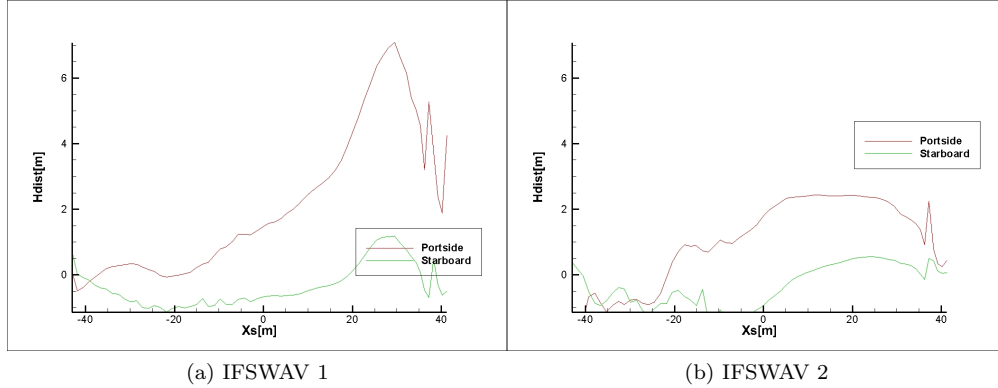 Hdist[m]
6
4
2
0
-40
-20
0
20
40
Xs[m]
Portside
Starboard
(a) IFSWAV 1
Hdist[m]
6
4
2
0
-40
-20
0
20
40
Xs[m]
Portside
Starboard
(b) IFSWAV 2